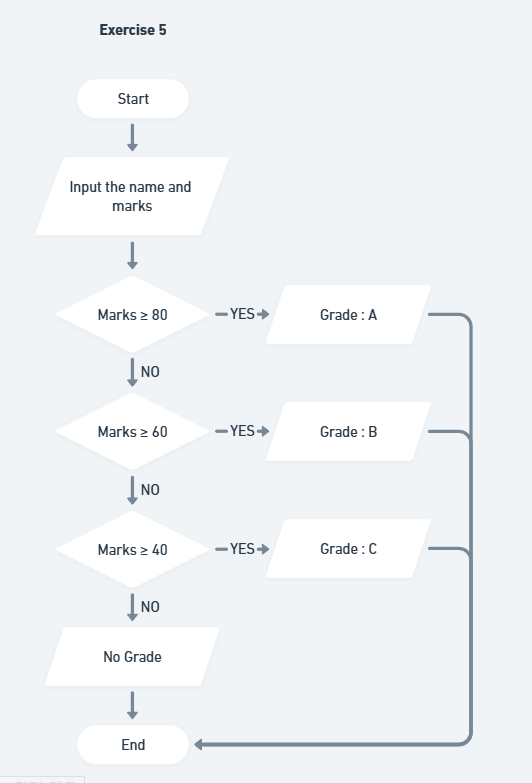 Exercise 5
Start
Input the name and
marks
Marks ≥ 80
YES
Grade : A
NO
Marks ≥ 60
YES
Grade : B
NO
Marks ≥ 40
YES
Grade : C
NO
No Grade
End